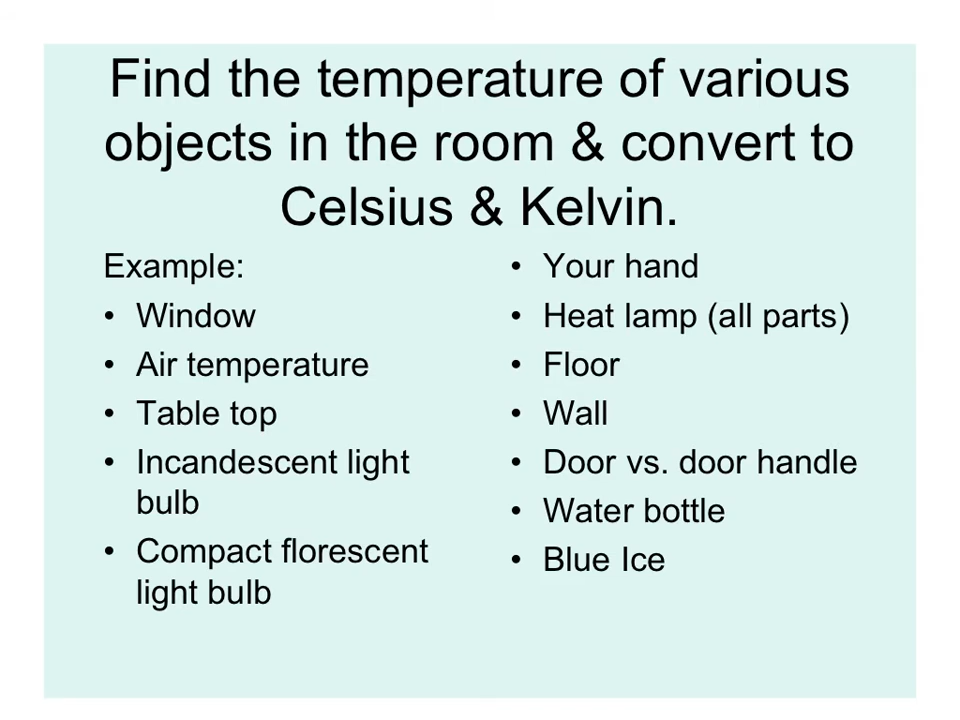 Find the temperature of various
objects in the room & convert to
Celsius & Kelvin.
Example:
• Window
• Air temperature
• Table top
• Incandescent light
bulb
• Compact florescent
light bulb
• Your hand
• Heat lamp (all parts)
• Floor
• Wall
• Door vs. door handle
• Water bottle
• Blue Ice